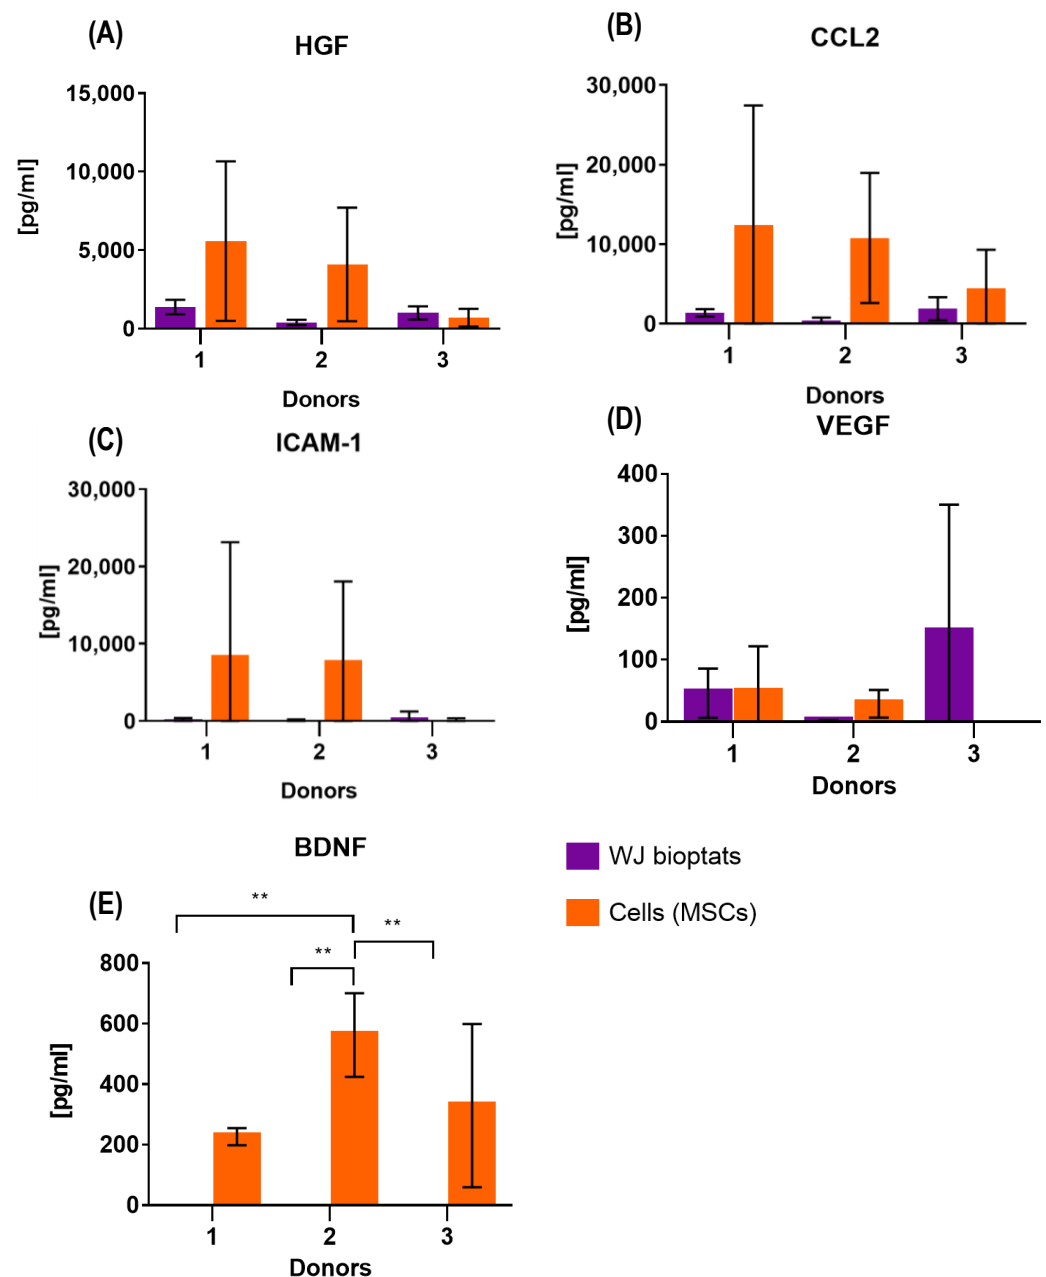 (A)
HGF
15,000
10,000
5,000
0
[pg/ml]
1 2 3
Donors
(B)
CCL2
30,000
20,000
10,000
0
[pg/ml]
1 2 3
Donors
(C)
ICAM-1
30,000
20,000
10,000
0
[pg/ml]
1 2 3
Donors
(D)
VEGF
400
300
200
100
0
[pg/ml]
1 2 3
Donors
BDNF
(E)
**
**
**
800
600
400
200
0
[pg/ml]
1 2 3
Donors
WJ bioptats
Cells (MSCs)